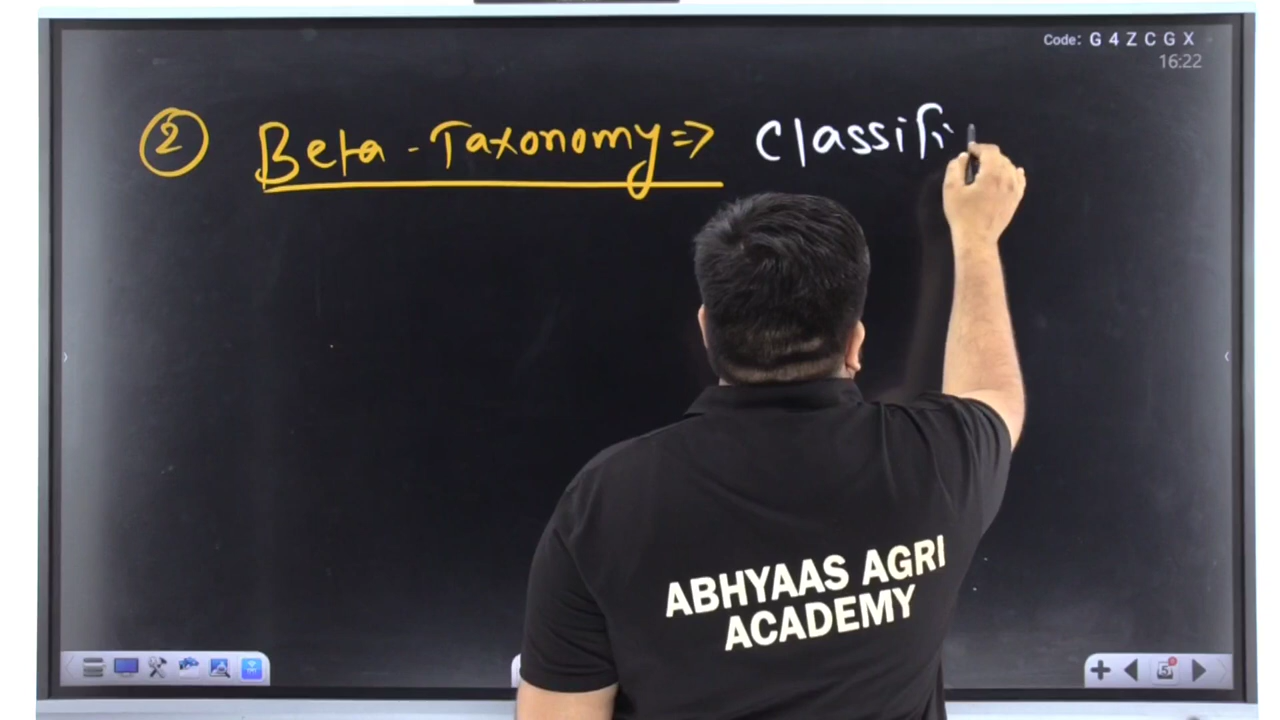 Code: G 4 Z C G X
16:22
② Beta - Taxonomy => Classifi
ABHYAAS AGRI
ACADEMY